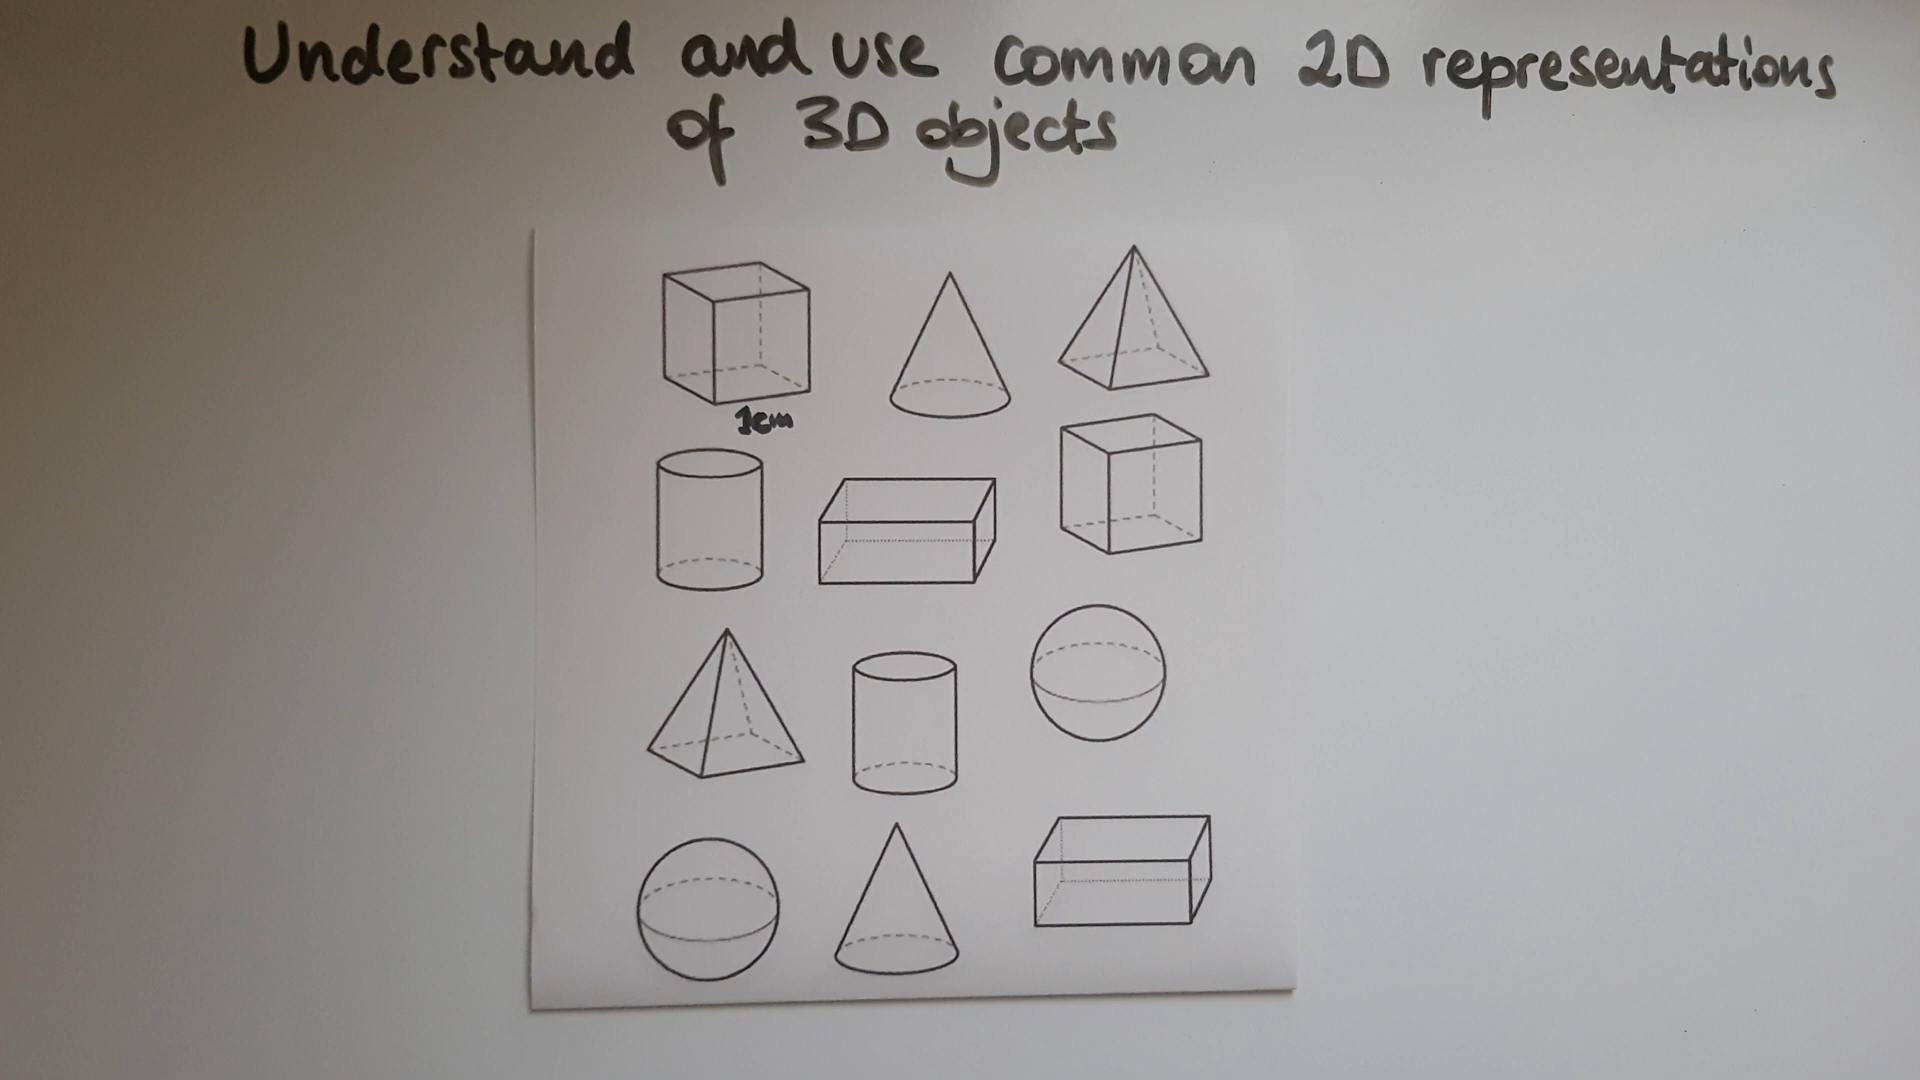 Understand and use common 2D representations
of 3D objects
1cm